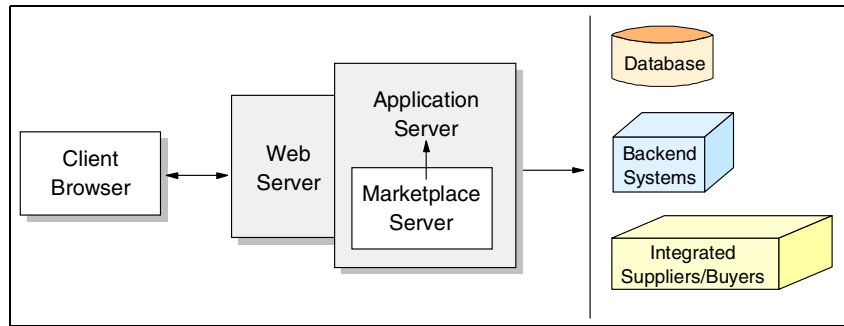 Client
Browser
Web
Server
Application
Server
Marketplace
Server
Database
Backend
Systems
Integrated
Suppliers/Buyers